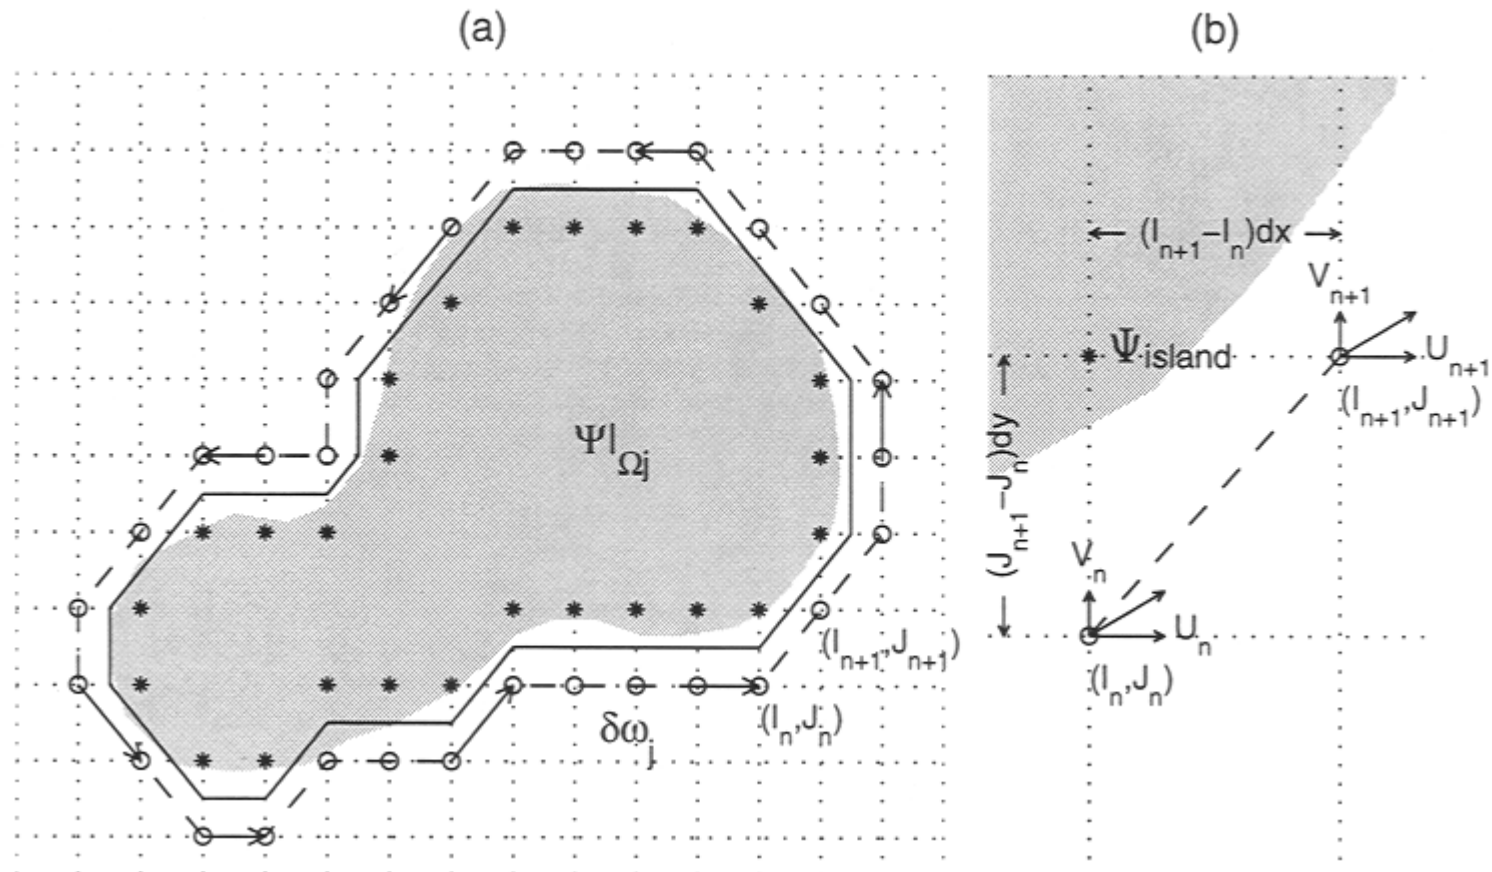 (a)
(b)
Ψ|Ωj
(In+1,Jn+1)
(In,Jn)
δωj
(In+1−In)dx
Vn+1
Ψisland
Un+1
(In+1,Jn+1)
(Jn+1−Jn)dy
Vn
Un
(In,Jn)